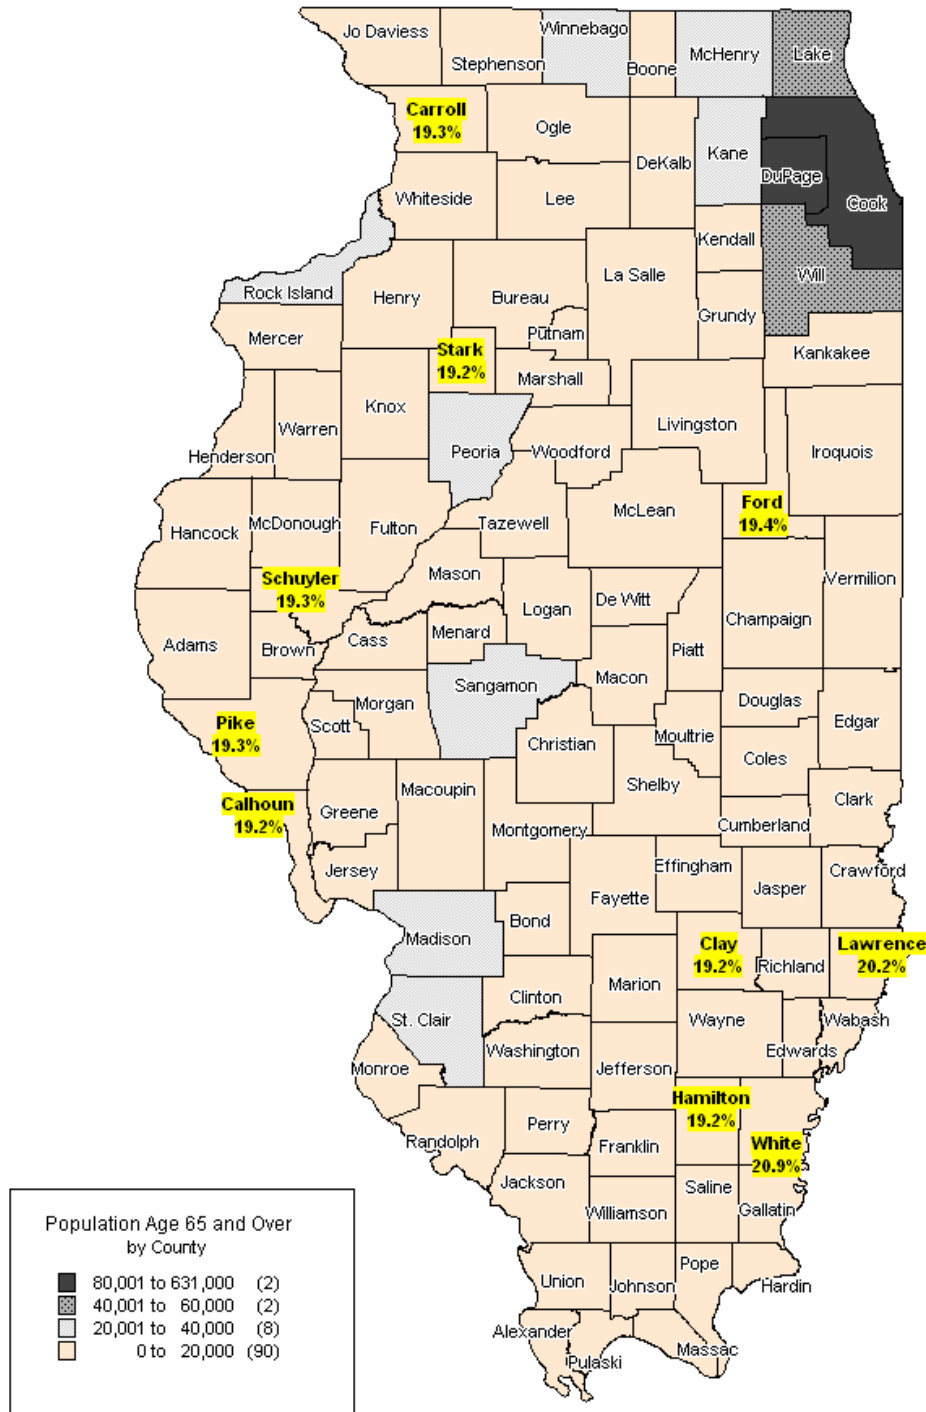 Jo Daviess
Stephenson
Winnebago
Boone
McHenry
Lake
Carroll
19.3%
Ogle
DeKalb
Kane
DuPage
Cook
Whiteside
Lee
Kendall
La Salle
Will
Rock Island
Henry
Bureau
Putnam
Grundy
Mercer
Stark
19.2%
Marshall
Kankakee
Knox
Warren
Henderson
Peoria
Woodford
Livingston
Iroquois
Ford
19.4%
Hancock
McDonough
Fulton
Tazewell
McLean
Schuyler
19.3%
Mason
Logan
De Witt
Vermilion
Champaign
Adams
Brown
Cass
Menard
Piatt
Macon
Sangamon
Douglas
Edgar
Pike
19.3%
Scott
Morgan
Christian
Moultrie
Coles
Shelby
Calhoun
19.2%
Greene
Macoupin
Montgomery
Cumberland
Clark
Jersey
Effingham
Jasper
Crawford
Fayette
Bond
Madison
Clay
19.2%
Richland
Lawrence
20.2%
Marion
Clinton
St. Clair
Wayne
Wabash
Edwards
Washington
Monroe
Jefferson
Hamilton
19.2%
White
20.9%
Randolph
Perry
Franklin
Jackson
Williamson
Saline
Gallatin
Union
Johnson
Pope
Hardin
Alexander
Pulaski
Massac
Population Age 65 and Over
by County
80,001 to 631,000 (2)
40,001 to 60,000 (2)
20,001 to 40,000 (8)
0 to 20,000 (90)